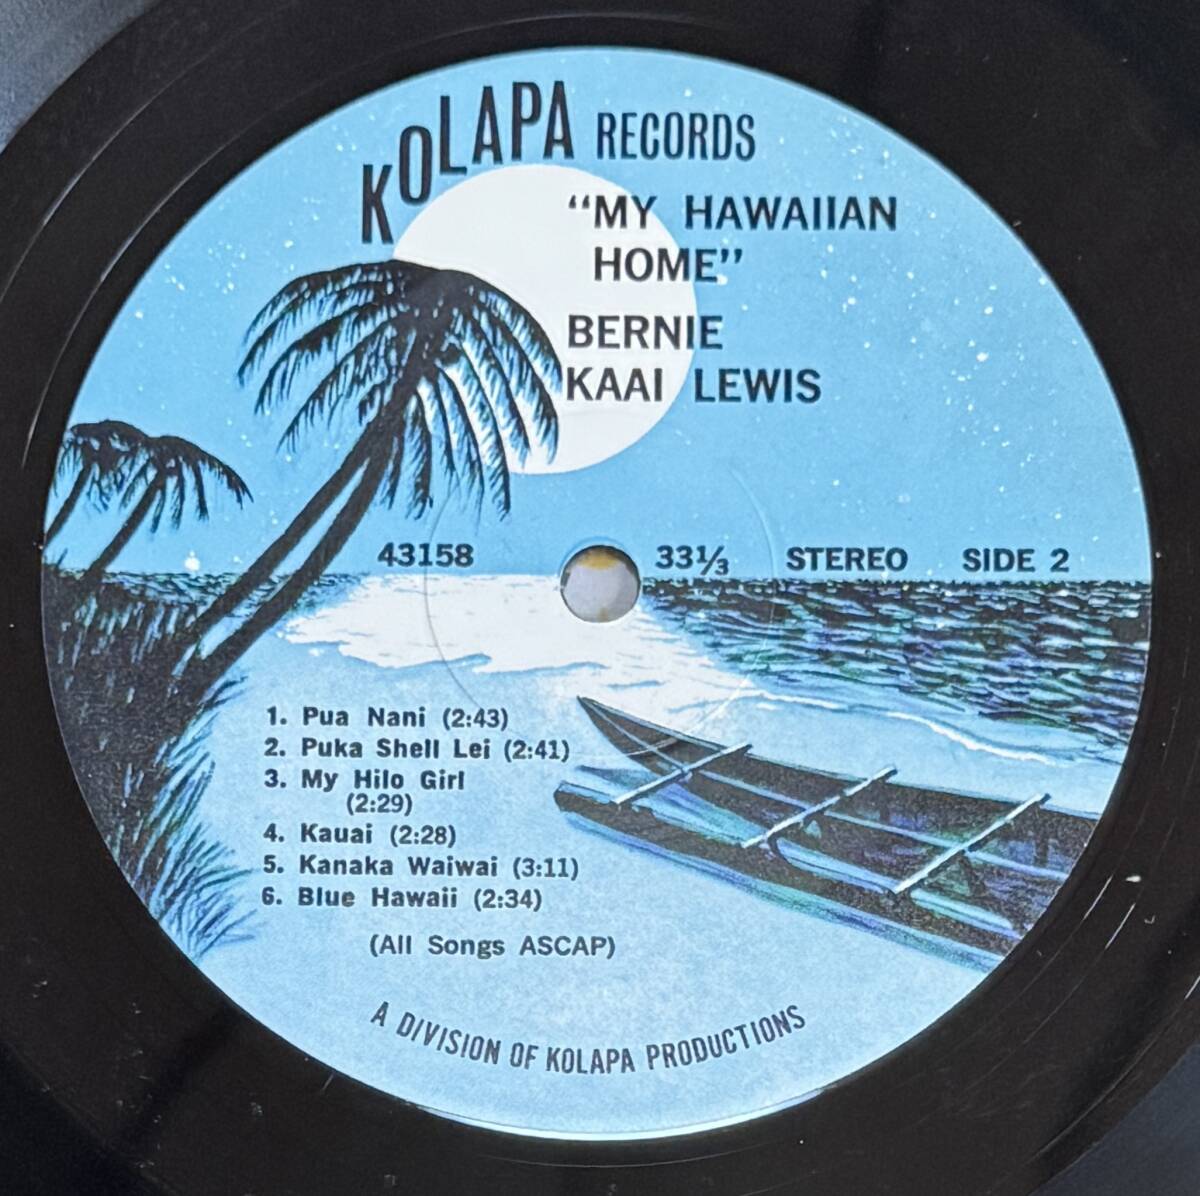 KOLAPA RECORDS
“MY HAWAIIAN
HOME”
BERNIE
KAAI LEWIS
43158 33⅓ STEREO SIDE 2
1. Pua Nani (2:43)
2. Puka Shell Lei (2:41)
3. My Hilo Girl
(2:29)
4. Kauai (2:28)
5. Kanaka Waiwai (3:11)
6. Blue Hawaii (2:34)
(All Songs ASCAP)
A DIVISION OF KOLAPA PRODUCTIONS